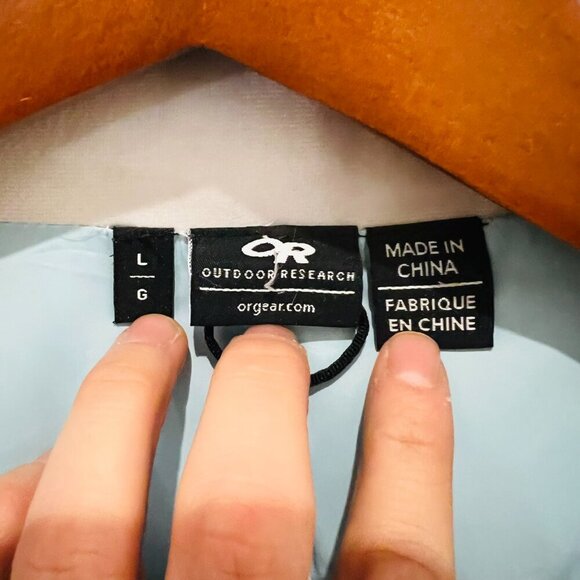 L
G
OR
OUTDOOR RESEARCH
orgear.com
MADE IN
CHINA
FABRIQUE
EN CHINE